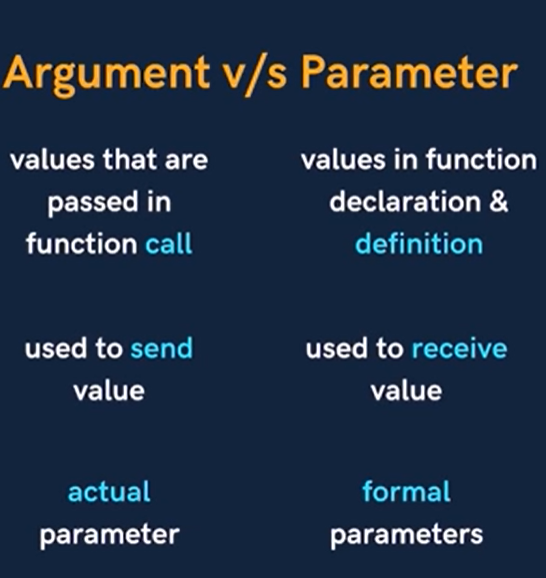 Argument v/s Parameter
values that are
passed in
function call
values in function
declaration &
definition
used to send
value
used to receive
value
actual
parameter
formal
parameters